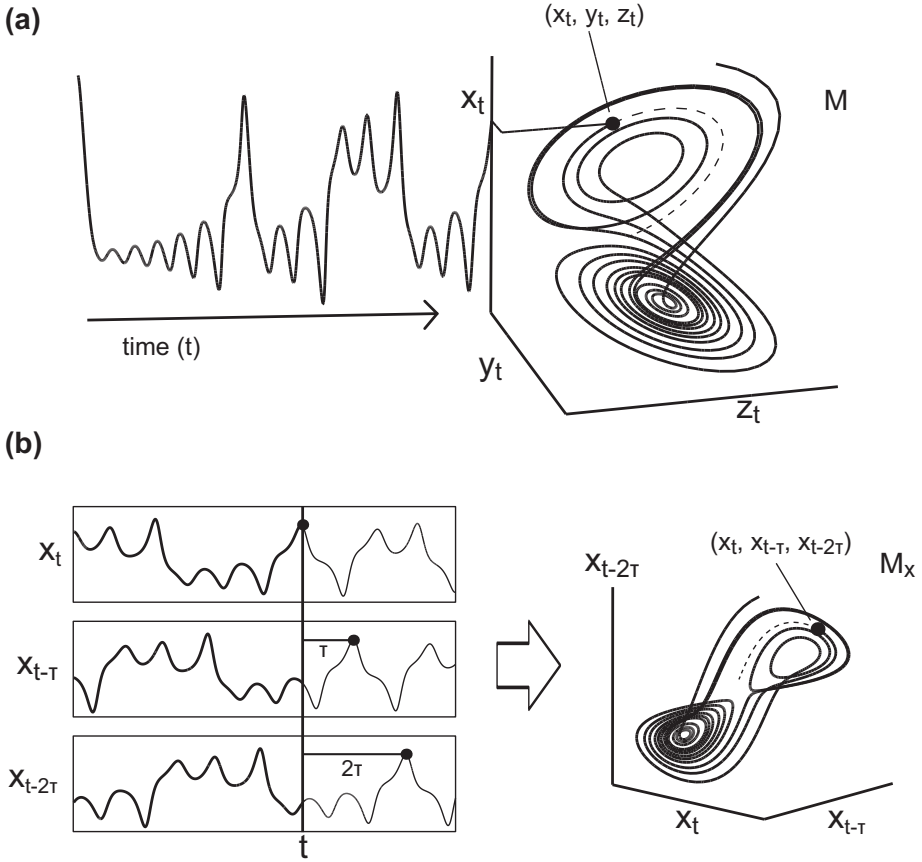 (a)
(xt, yt, zt)
xt
M
time (t)
yt
zt
(b)
xt
xt-τ
τ
xt-2τ
2τ
t
xt-2τ
(xt, xt-τ, xt-2τ)
Mx
xt
xt-τ